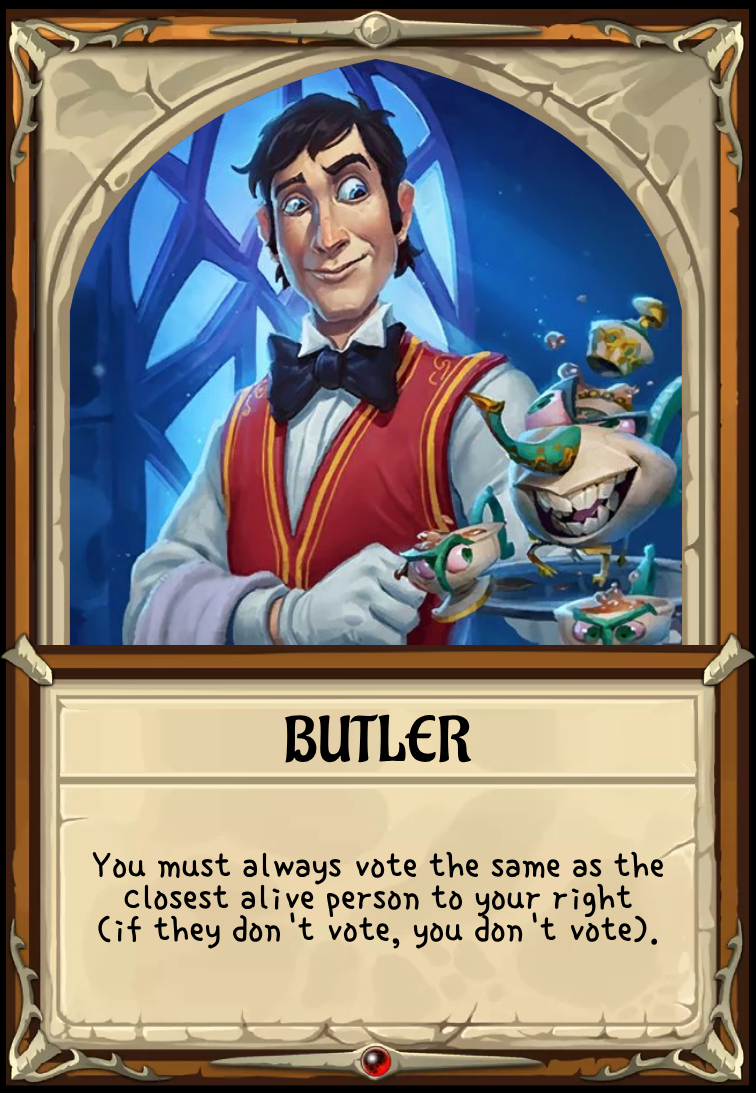 BUTLER
You must always vote the same as the
closest alive person to your right
(if they don't vote, you don't vote).